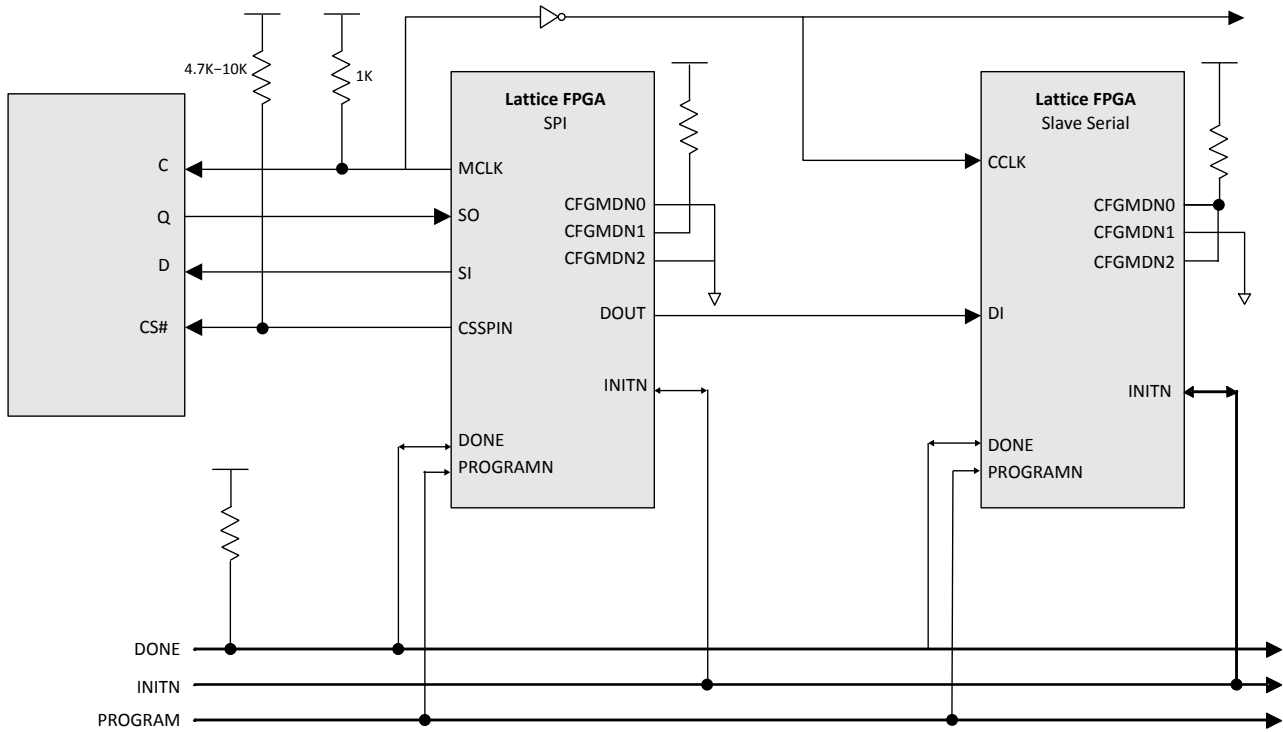 4.7K–10K
1K
C
Q
D
CS#
Lattice FPGA
SPI
MCLK
SO
SI
CSSPIN
CFGMDN0
CFGMDN1
CFGMDN2
DOUT
INITN
DONE
PROGRAMN
Lattice FPGA
Slave Serial
CCLK
CFGMDN0
CFGMDN1
CFGMDN2
DI
INITN
DONE
PROGRAMN
DONE
INITN
PROGRAM